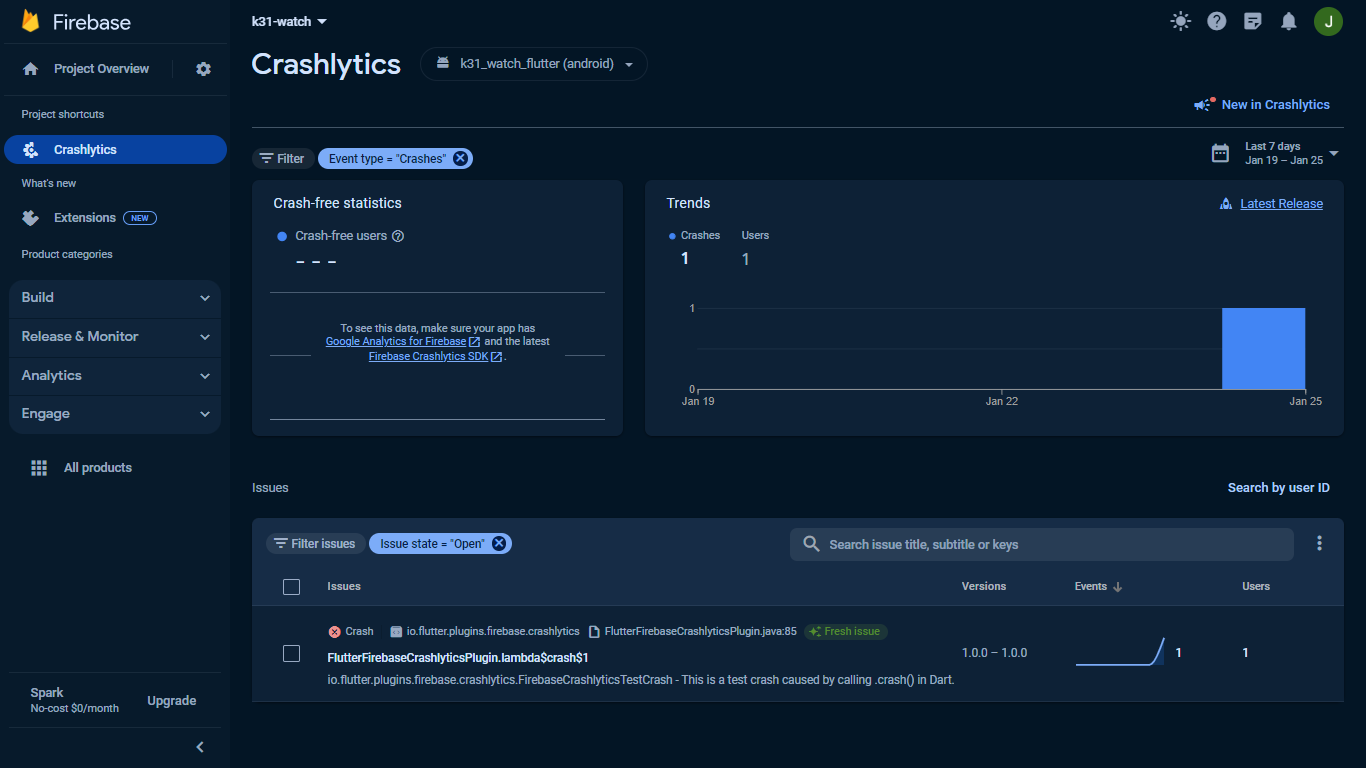 Firebase
k31-watch
J
Project Overview
Crashlytics
k31_watch_flutter (android)
New in Crashlytics
Project shortcuts
Crashlytics
What's new
Extensions NEW
Product categories
Build
Release & Monitor
Analytics
Engage
All products
Spark
No-cost $0/month
Upgrade
Filter
Event type = "Crashes"
Last 7 days
Jan 19 – Jan 25
Crash-free statistics
Crash-free users
– – –
To see this data, make sure your app has
Google Analytics for Firebase and the latest
Firebase Crashlytics SDK .
Trends
Latest Release
Crashes Users
1 1
1
0
Jan 19 Jan 22 Jan 25
Issues
Search by user ID
Filter issues
Issue state = "Open"
Search issue title, subtitle or keys
Issues Versions Events Users
Crash io.flutter.plugins.firebase.crashlytics FlutterFirebaseCrashlyticsPlugin.java:85 Fresh issue
FlutterFirebaseCrashlyticsPlugin.lambda$crash$1
io.flutter.plugins.firebase.crashlytics.FirebaseCrashlyticsTestCrash - This is a test crash caused by calling .crash() in Dart.
1.0.0 – 1.0.0 1 1